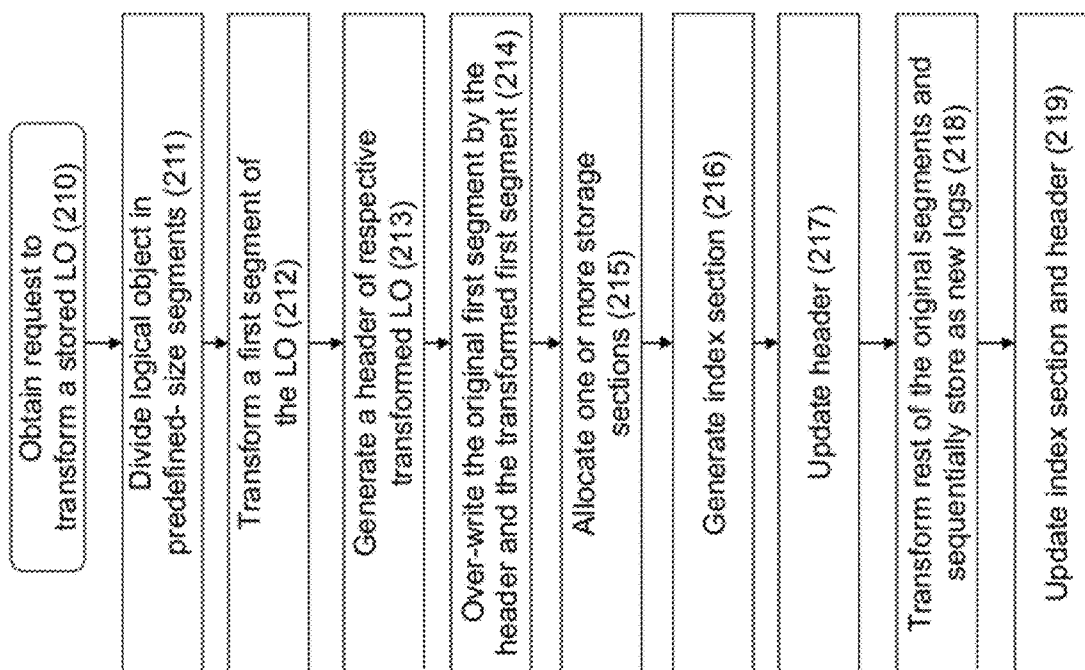 Obtain request to
transform a stored LO (210)
Divide logical object in
predefined- size segments (211)
Transform a first segment of
the LO (212)
Generate a header of respective
transformed LO (213)
Over-write the original first segment by the
header and the transformed first segment (214)
Allocate one or more storage
sections (215)
Generate index section (216)
Update header (217)
Transform rest of the original segments and
sequentially store as new logs (218)
Update index section and header (219)